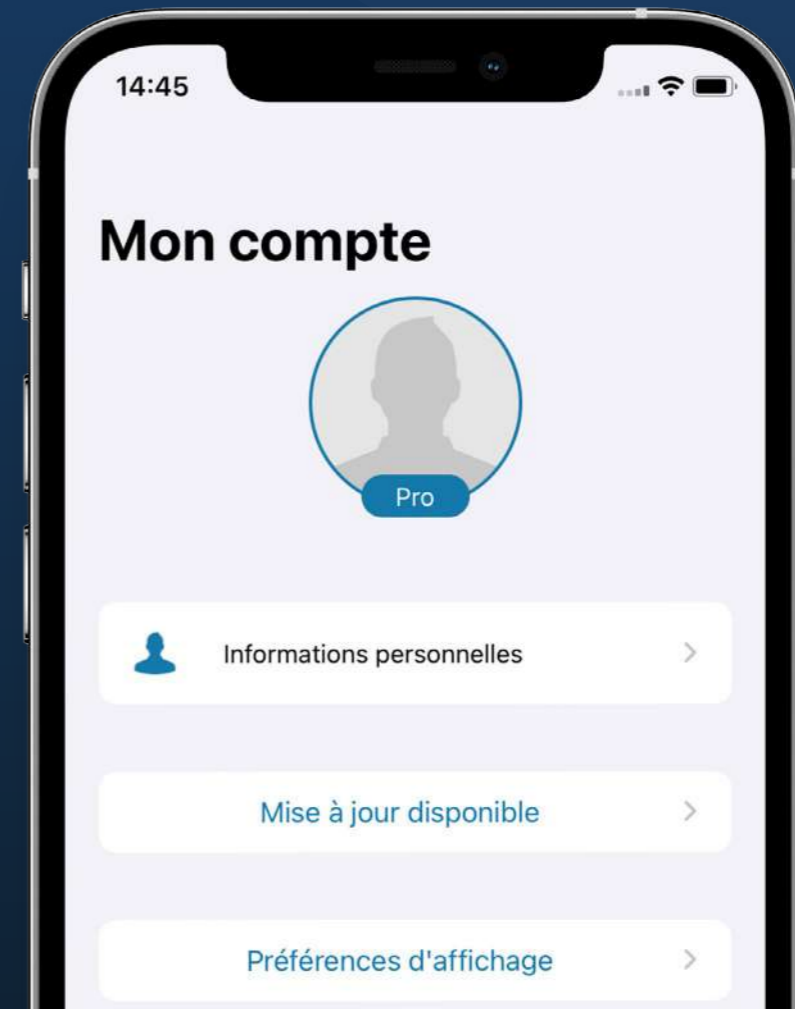 14:45
Mon compte
Pro
Informations personnelles
Mise à jour disponible
Préférences d'affichage